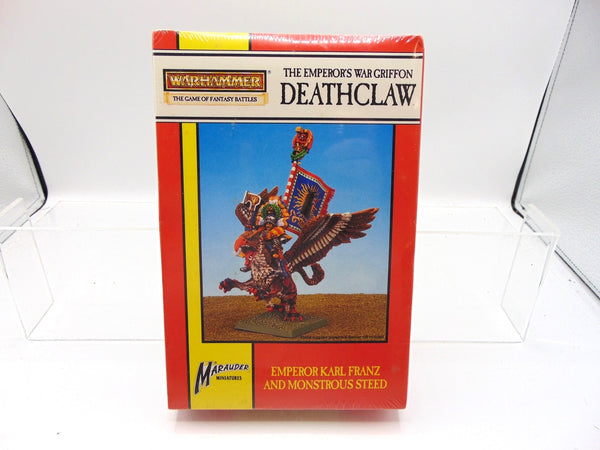 WARHAMMER
THE GAME OF FANTASY BATTLES
THE EMPEROR'S WAR GRIFFON
DEATHCLAW
MARAUDER
MINIATURES
EMPEROR KARL FRANZ
AND MONSTROUS STEED